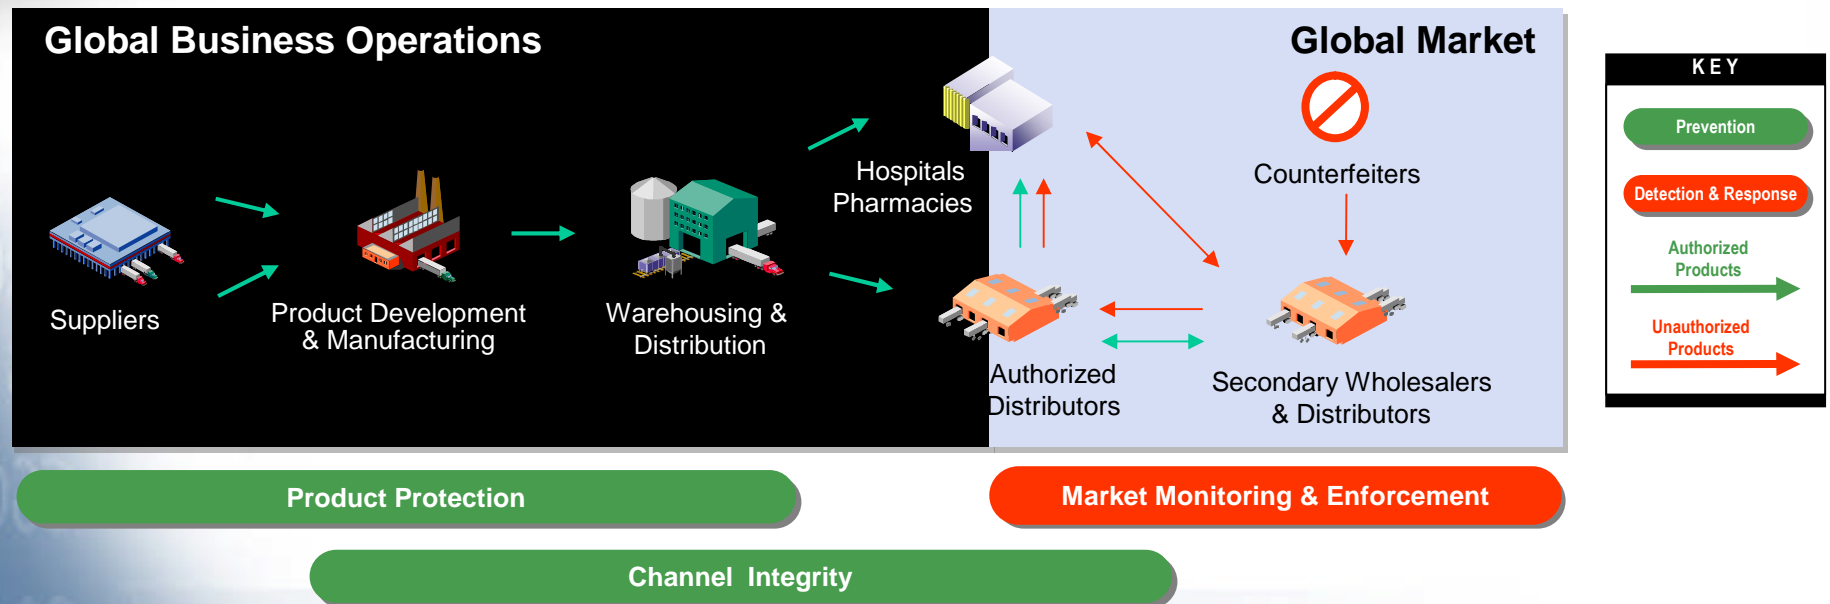 Global Business Operations
Global Market
KEY
Prevention
Detection & Response
Authorized
Products
Unauthorized
Products
Hospitals
Pharmacies
Counterfeiters
Suppliers
Product Development
& Manufacturing
Warehousing &
Distribution
Authorized
Distributors
Secondary Wholesalers
& Distributors
Product Protection
Market Monitoring & Enforcement
Channel Integrity